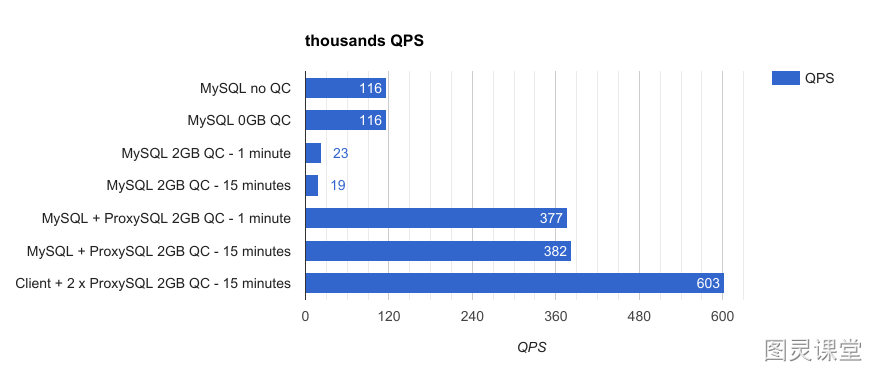 thousands QPS
QPS
MySQL no QC 116
MySQL 0GB QC 116
MySQL 2GB QC - 1 minute 23
MySQL 2GB QC - 15 minutes 19
MySQL + ProxySQL 2GB QC - 1 minute 377
MySQL + ProxySQL 2GB QC - 15 minutes 382
Client + 2 x ProxySQL 2GB QC - 15 minutes 603
0 120 240 360 480 600
QPS
图灵课堂